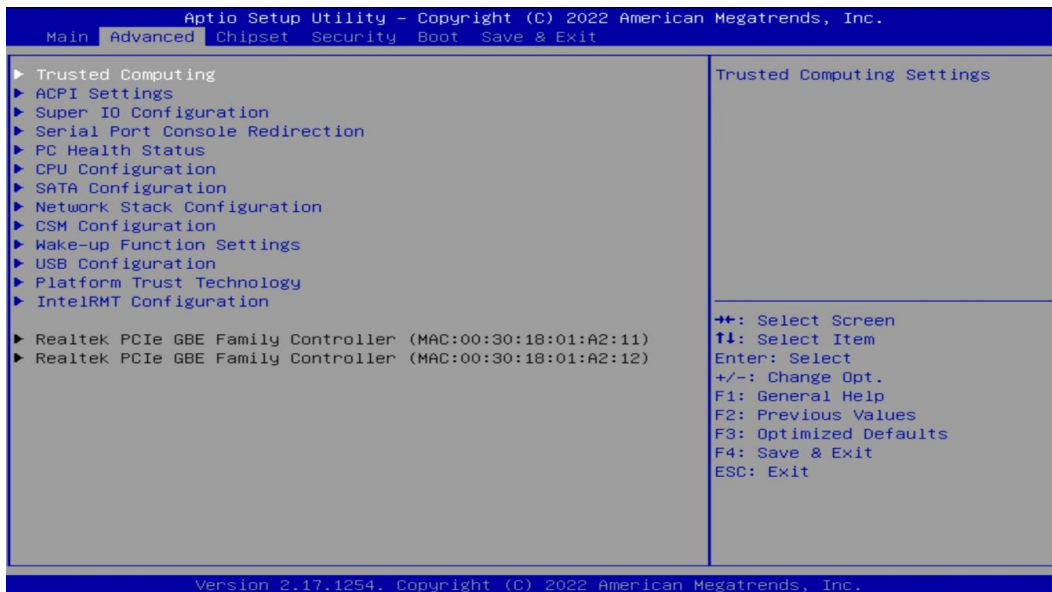 Aptio Setup Utility – Copyright (C) 2022 American Megatrends, Inc.
Main Advanced Chipset Security Boot Save & Exit
▶ Trusted Computing
▶ ACPI Settings
▶ Super IO Configuration
▶ Serial Port Console Redirection
▶ PC Health Status
▶ CPU Configuration
▶ SATA Configuration
▶ Network Stack Configuration
▶ CSM Configuration
▶ Wake-up Function Settings
▶ USB Configuration
▶ Platform Trust Technology
▶ IntelRMT Configuration
▶ Realtek PCIe GBE Family Controller (MAC:00:30:18:01:A2:11)
▶ Realtek PCIe GBE Family Controller (MAC:00:30:18:01:A2:12)
Trusted Computing Settings
→←: Select Screen
↑↓: Select Item
Enter: Select
+/-: Change Opt.
F1: General Help
F2: Previous Values
F3: Optimized Defaults
F4: Save & Exit
ESC: Exit
Version 2.17.1254. Copyright (C) 2022 American Megatrends, Inc.